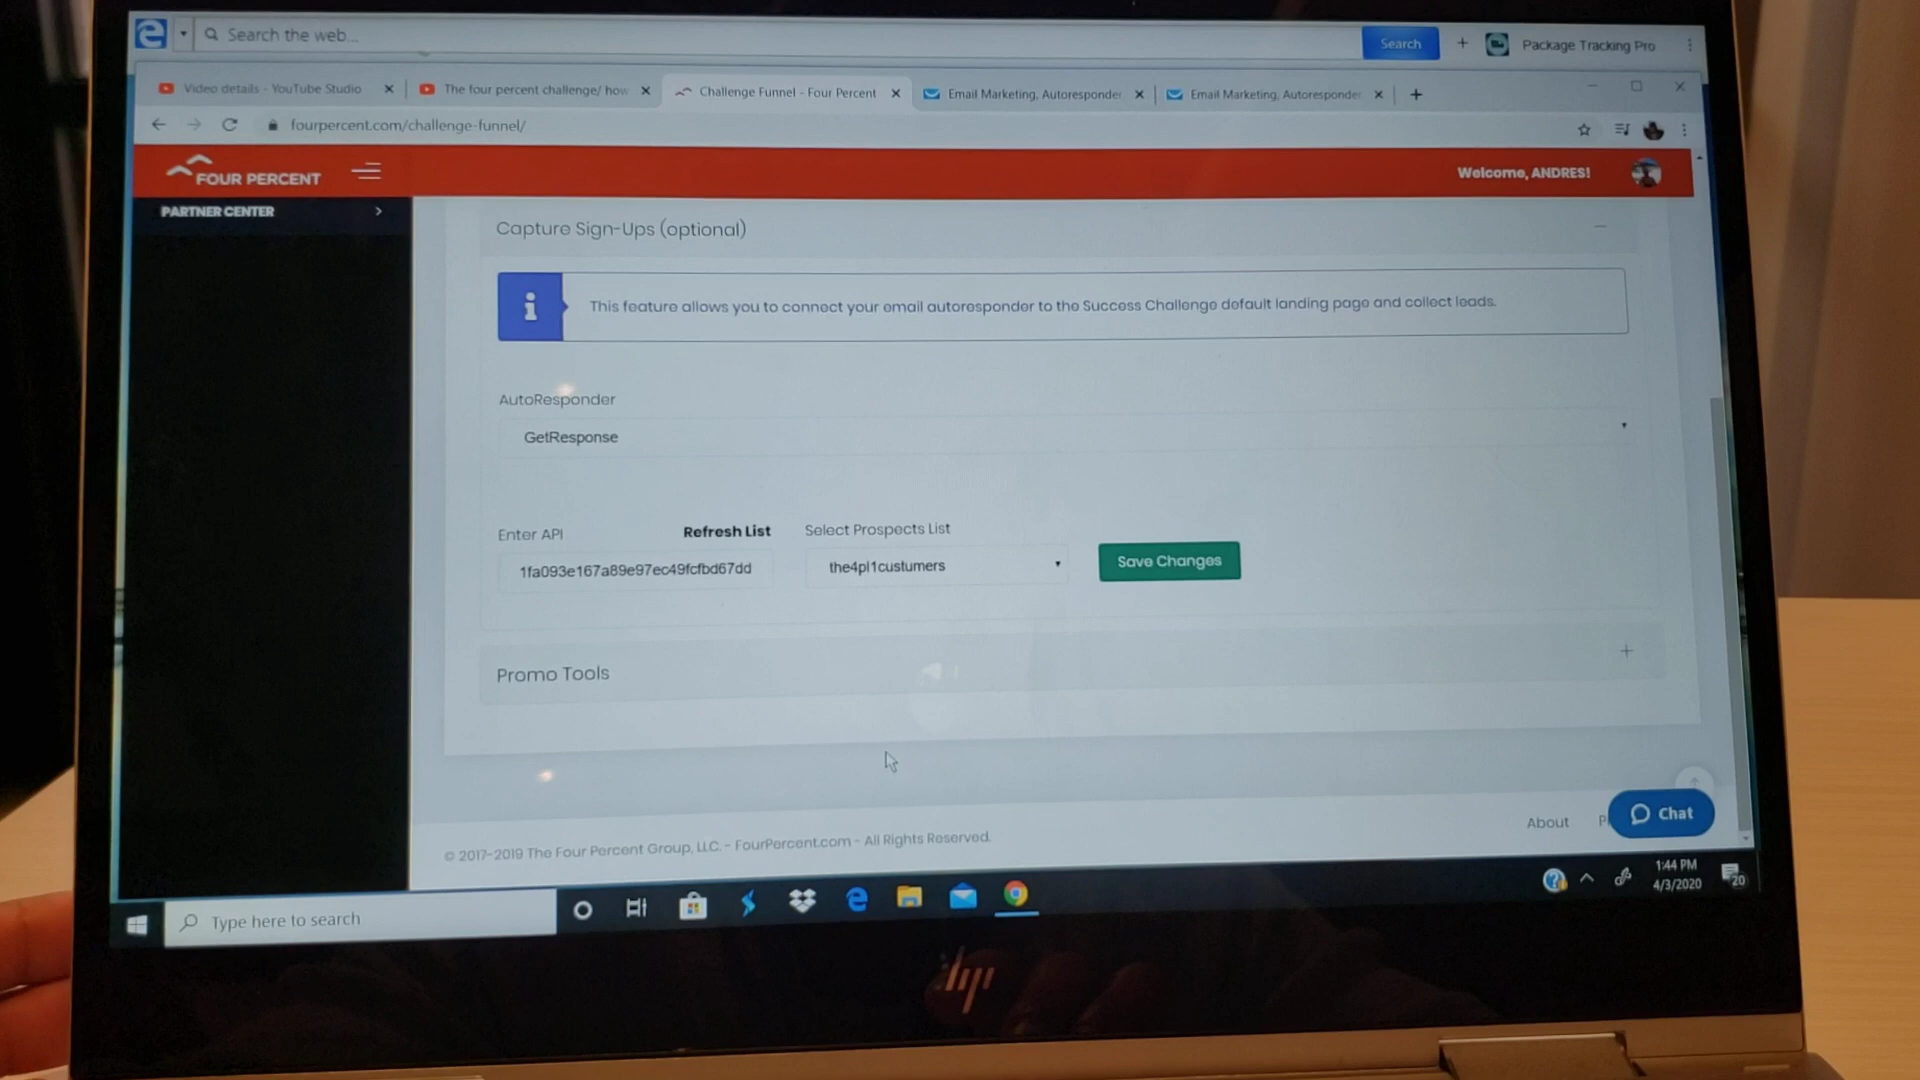 Search the web...
Search
Package Tracking Pro
Video details - YouTube Studio
The four percent challenge/ how
Challenge Funnel - Four Percent
Email Marketing, Autoresponder
Email Marketing, Autoresponder
fourpercent.com/challenge-funnel/
FOUR PERCENT
Welcome, ANDRES!
PARTNER CENTER
Capture Sign-Ups (optional)
This feature allows you to connect your email autoresponder to the Success Challenge default landing page and collect leads.
AutoResponder
GetResponse
Enter API
Refresh List
Select Prospects List
1fa093e167a89e97ec49fcfbd67dd
the4pl1custumers
Save Changes
Promo Tools
© 2017-2019 The Four Percent Group, LLC. - FourPercent.com - All Rights Reserved.
About
Chat
Type here to search
1:44 PM
4/3/2020
20
hp